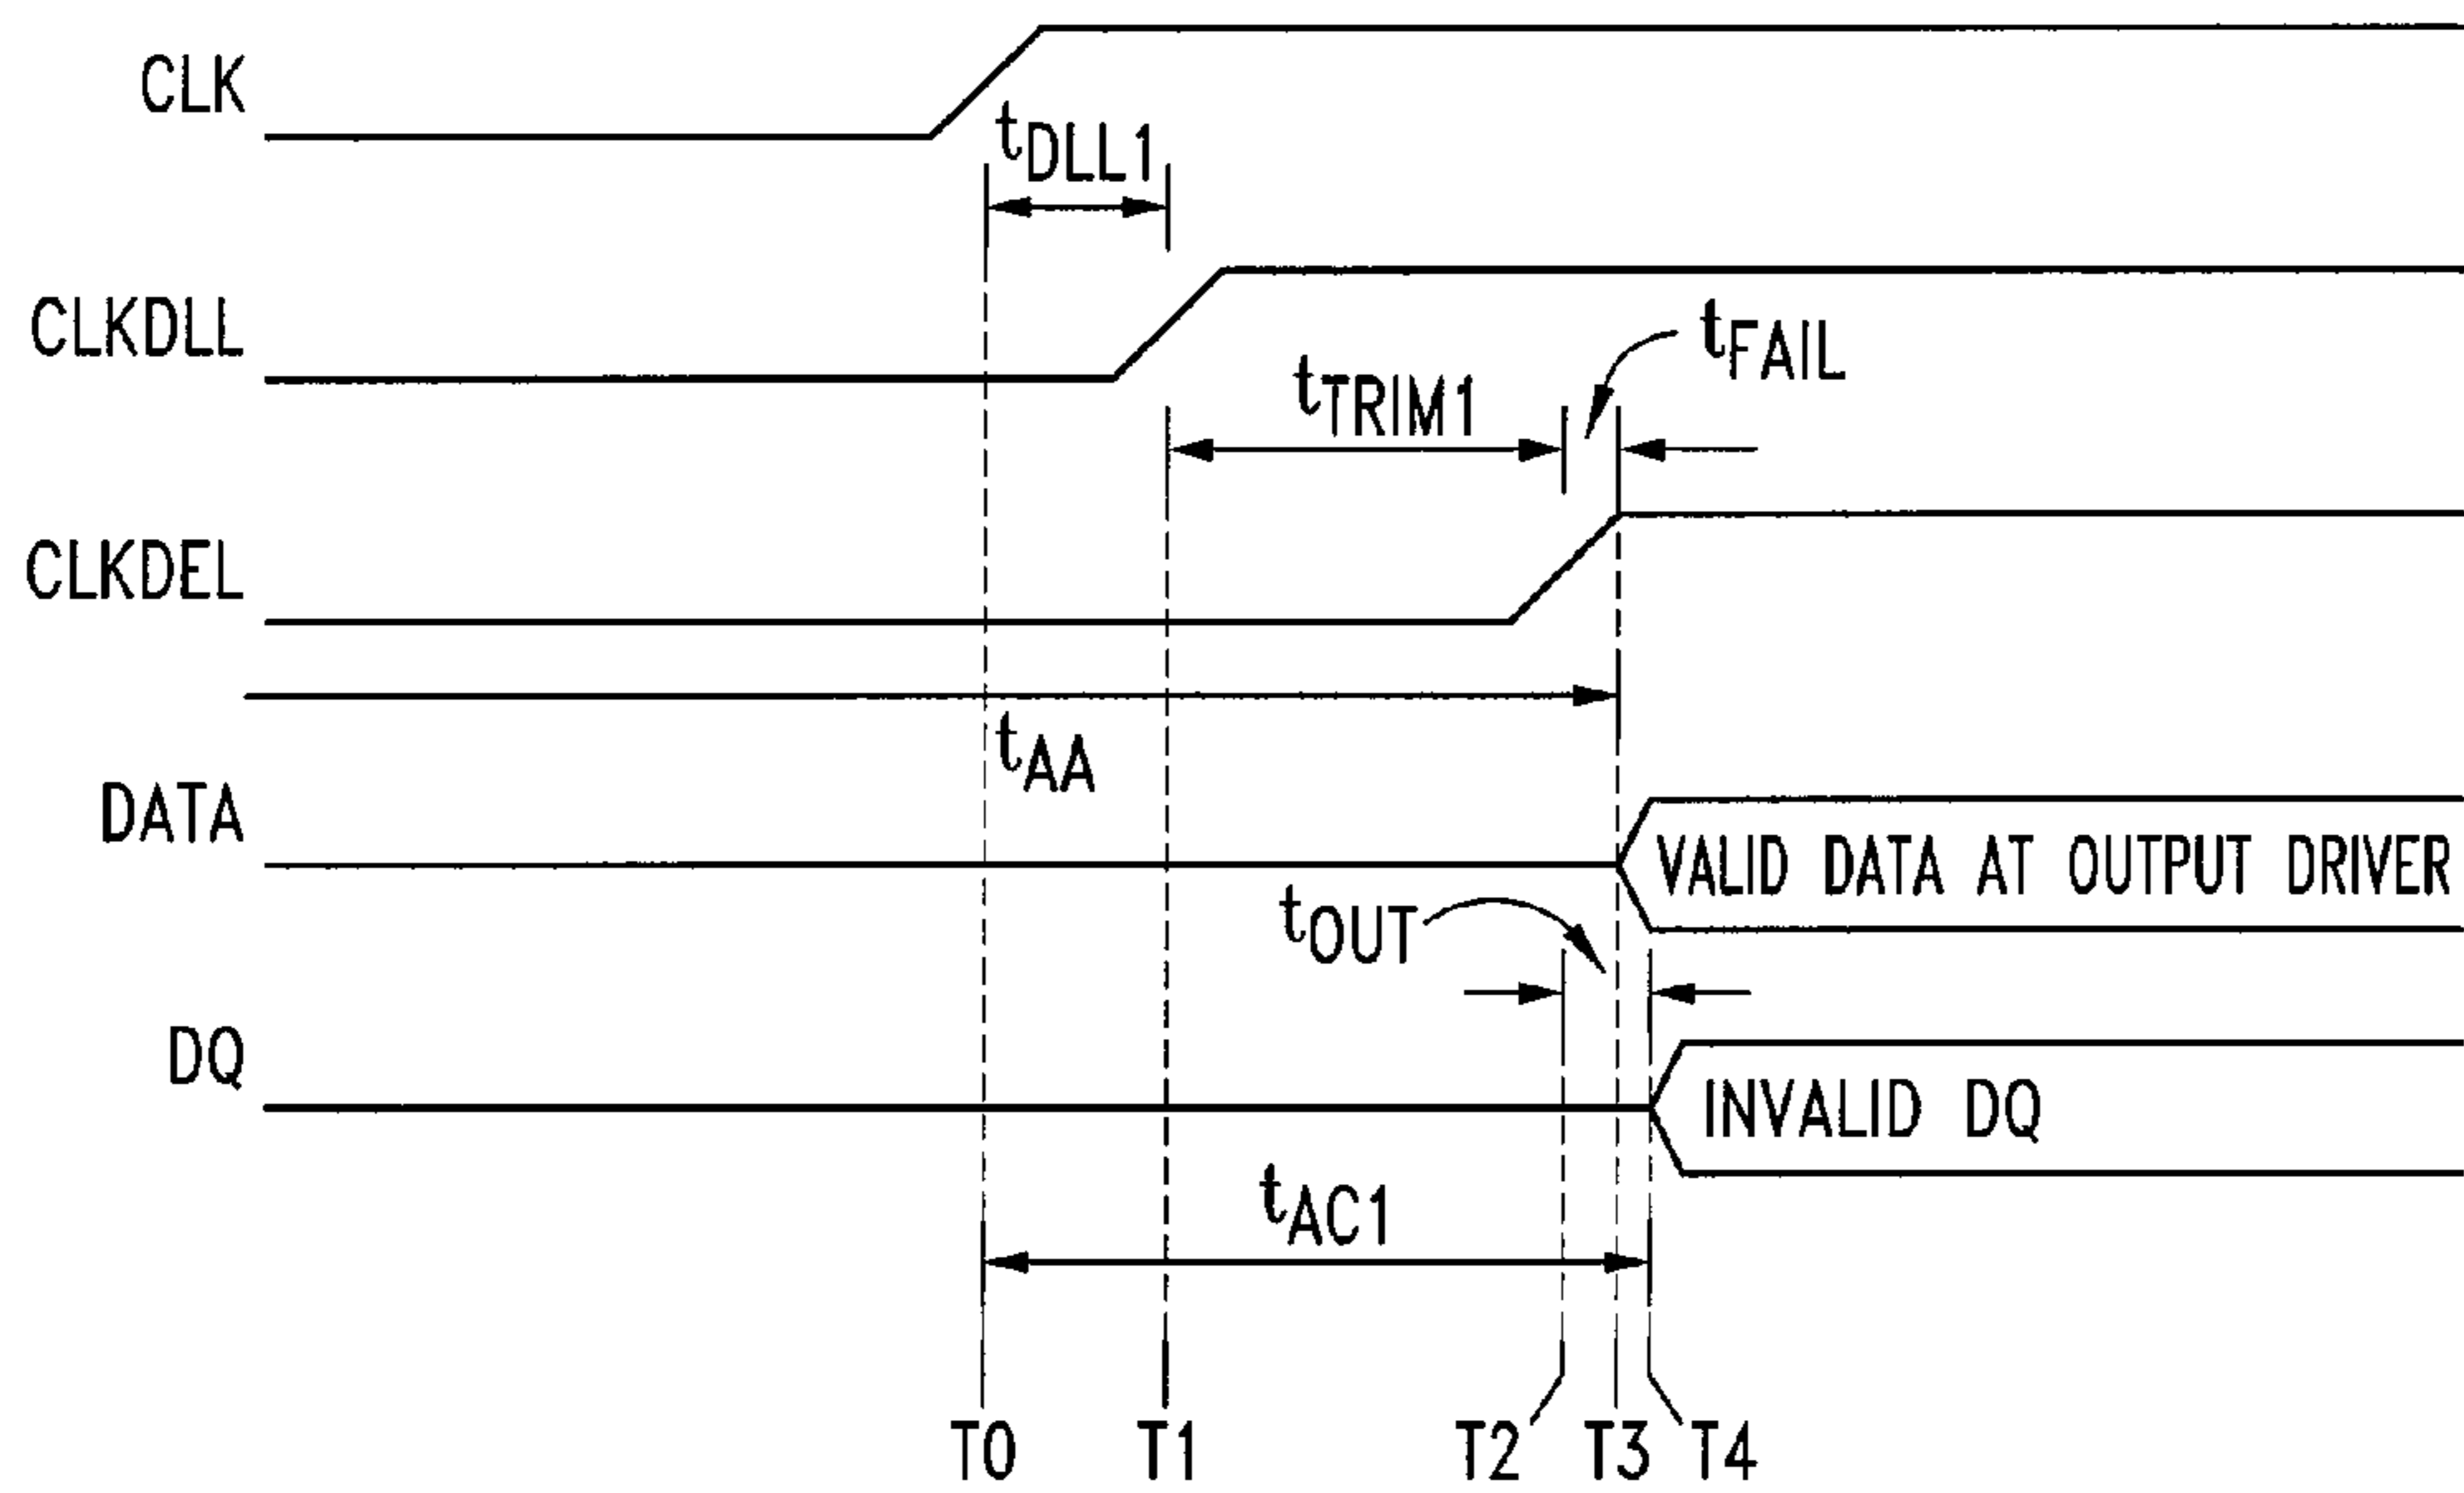 CLK
tDLL1
CLKDLL
tFAIL
tTRIM1
CLKDEL
tAA
DATA
VALID DATA AT OUTPUT DRIVER
tOUT
DQ
INVALID DQ
tAC1
T0 T1 T2 T3 T4